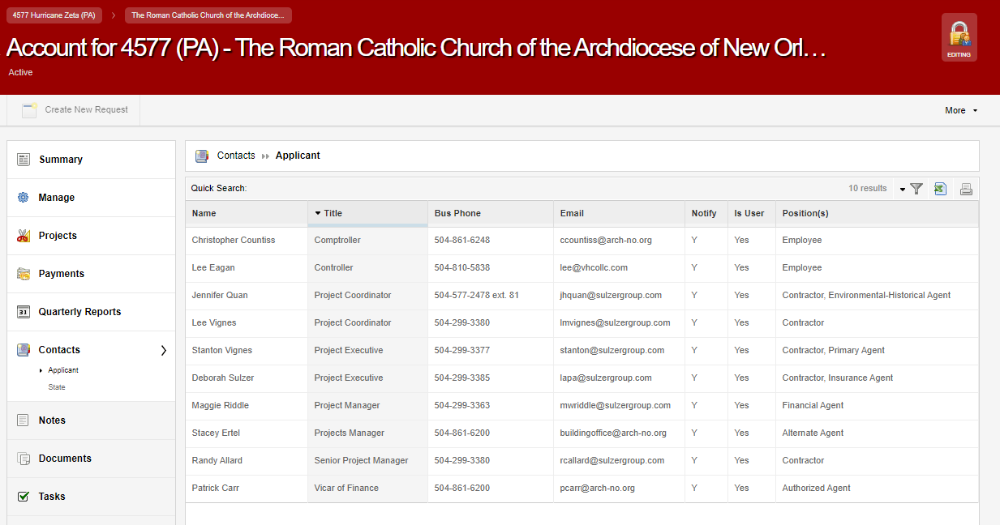 4577 Hurricane Zeta (PA) The Roman Catholic Church of the Archdioce...
Account for 4577 (PA) - The Roman Catholic Church of the Archdiocese of New Orl...
EDITING
Active
Create New Request
More
Summary
Manage
Projects
Payments
31 Quarterly Reports
Contacts
Applicant
State
Notes
Documents
Tasks
Contacts Applicant
Quick Search: 10 results
Name Title Bus Phone Email Notify Is User Position(s)
Christopher Countiss Comptroller 504-861-6248 ccountiss@arch-no.org Y Yes Employee
Lee Eagan Controller 504-810-5838 lee@vhcollc.com Y Yes Employee
Jennifer Quan Project Coordinator 504-577-2478 ext. 81 jhquan@sulzergroup.com Y Yes Contractor, Environmental-Historical Agent
Lee Vignes Project Coordinator 504-299-3380 lmvignes@sulzergroup.com Y Yes Contractor
Stanton Vignes Project Executive 504-299-3377 stanton@sulzergroup.com Y Yes Contractor, Primary Agent
Deborah Sulzer Project Executive 504-299-3385 lapa@sulzergroup.com Y Yes Contractor, Insurance Agent
Maggie Riddle Project Manager 504-299-3363 mwriddle@sulzergroup.com Y Yes Financial Agent
Stacey Ertel Projects Manager 504-861-6200 buildingoffice@arch-no.org Y Yes Alternate Agent
Randy Allard Senior Project Manager 504-299-3380 rcallard@sulzergroup.com Y Yes Contractor
Patrick Carr Vicar of Finance 504-861-6200 pcarr@arch-no.org Y Yes Authorized Agent